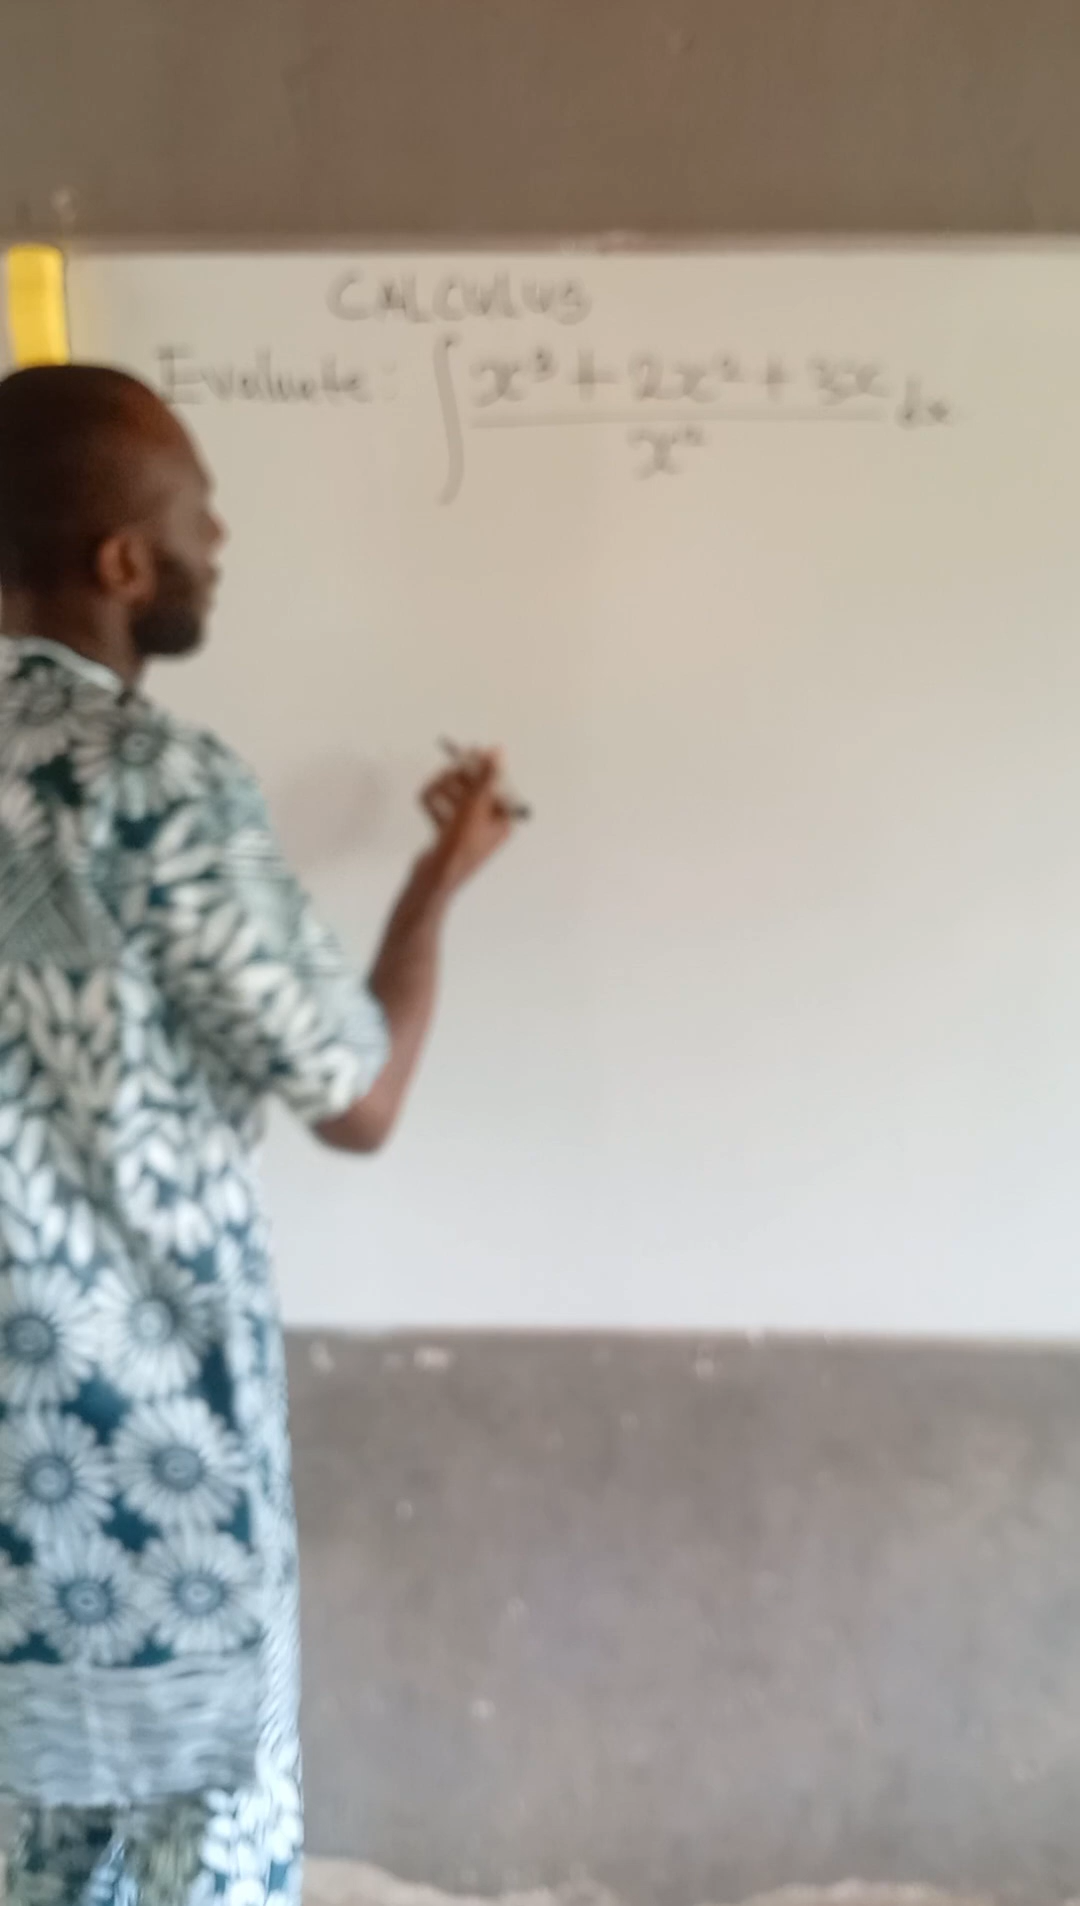 CALCULUS
Evaluate: ∫ (x³ + 2x² + 3x)/x² dx